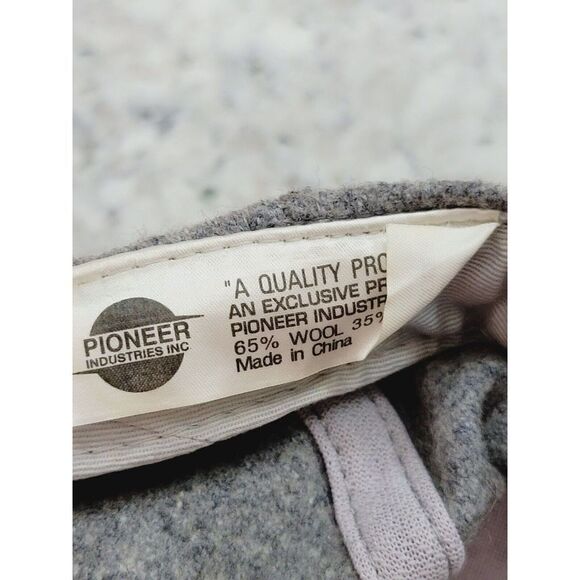 PIONEER
INDUSTRIES INC.
"A QUALITY PRO
AN EXCLUSIVE PR
PIONEER INDUSTR
65% WOOL 35%
Made in China